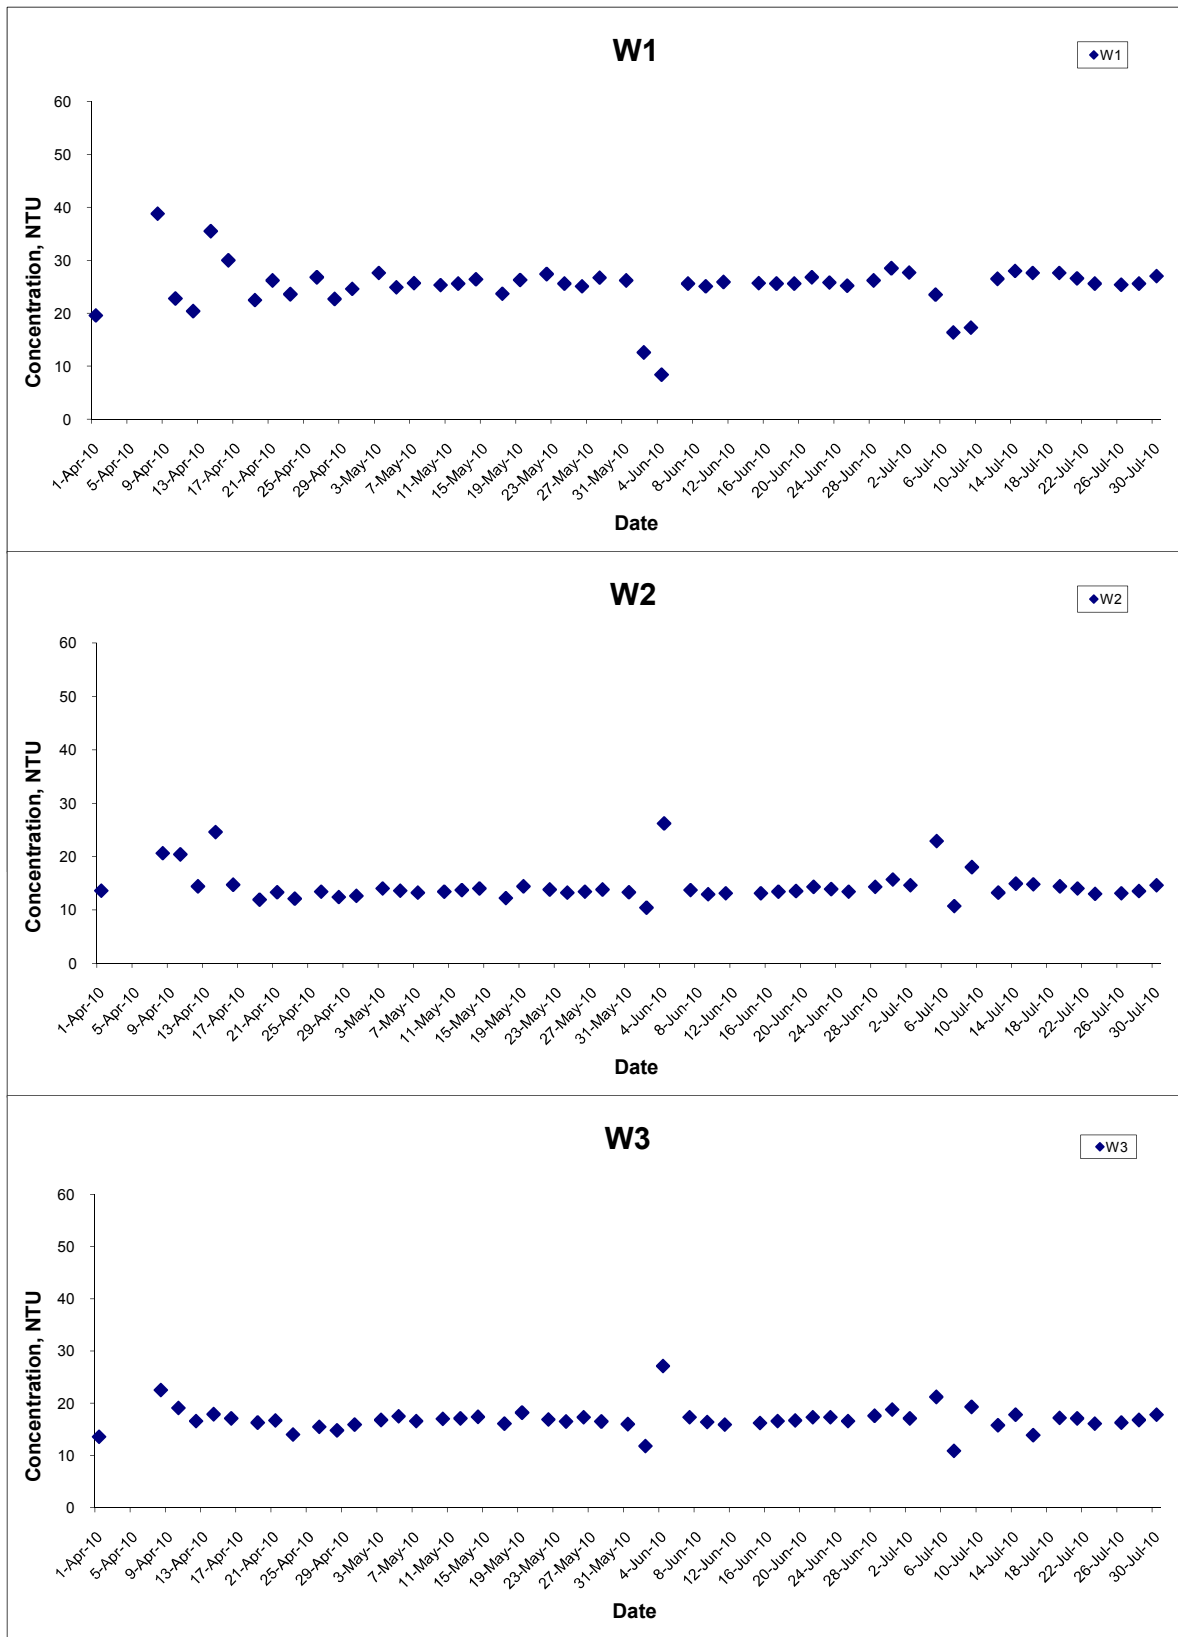 W1
W1
60
50
40
30
20
10
0
Concentration, NTU
1-Apr-10
5-Apr-10
9-Apr-10
13-Apr-10
17-Apr-10
21-Apr-10
25-Apr-10
29-Apr-10
3-May-10
7-May-10
11-May-10
15-May-10
19-May-10
23-May-10
27-May-10
31-May-10
4-Jun-10
8-Jun-10
12-Jun-10
16-Jun-10
20-Jun-10
24-Jun-10
28-Jun-10
2-Jul-10
6-Jul-10
10-Jul-10
14-Jul-10
18-Jul-10
22-Jul-10
26-Jul-10
30-Jul-10
Date
W2
W2
60
50
40
30
20
10
0
Concentration, NTU
1-Apr-10
5-Apr-10
9-Apr-10
13-Apr-10
17-Apr-10
21-Apr-10
25-Apr-10
29-Apr-10
3-May-10
7-May-10
11-May-10
15-May-10
19-May-10
23-May-10
27-May-10
31-May-10
4-Jun-10
8-Jun-10
12-Jun-10
16-Jun-10
20-Jun-10
24-Jun-10
28-Jun-10
2-Jul-10
6-Jul-10
10-Jul-10
14-Jul-10
18-Jul-10
22-Jul-10
26-Jul-10
30-Jul-10
Date
W3
W3
60
50
40
30
20
10
0
Concentration, NTU
1-Apr-10
5-Apr-10
9-Apr-10
13-Apr-10
17-Apr-10
21-Apr-10
25-Apr-10
29-Apr-10
3-May-10
7-May-10
11-May-10
15-May-10
19-May-10
23-May-10
27-May-10
31-May-10
4-Jun-10
8-Jun-10
12-Jun-10
16-Jun-10
20-Jun-10
24-Jun-10
28-Jun-10
2-Jul-10
6-Jul-10
10-Jul-10
14-Jul-10
18-Jul-10
22-Jul-10
26-Jul-10
30-Jul-10
Date